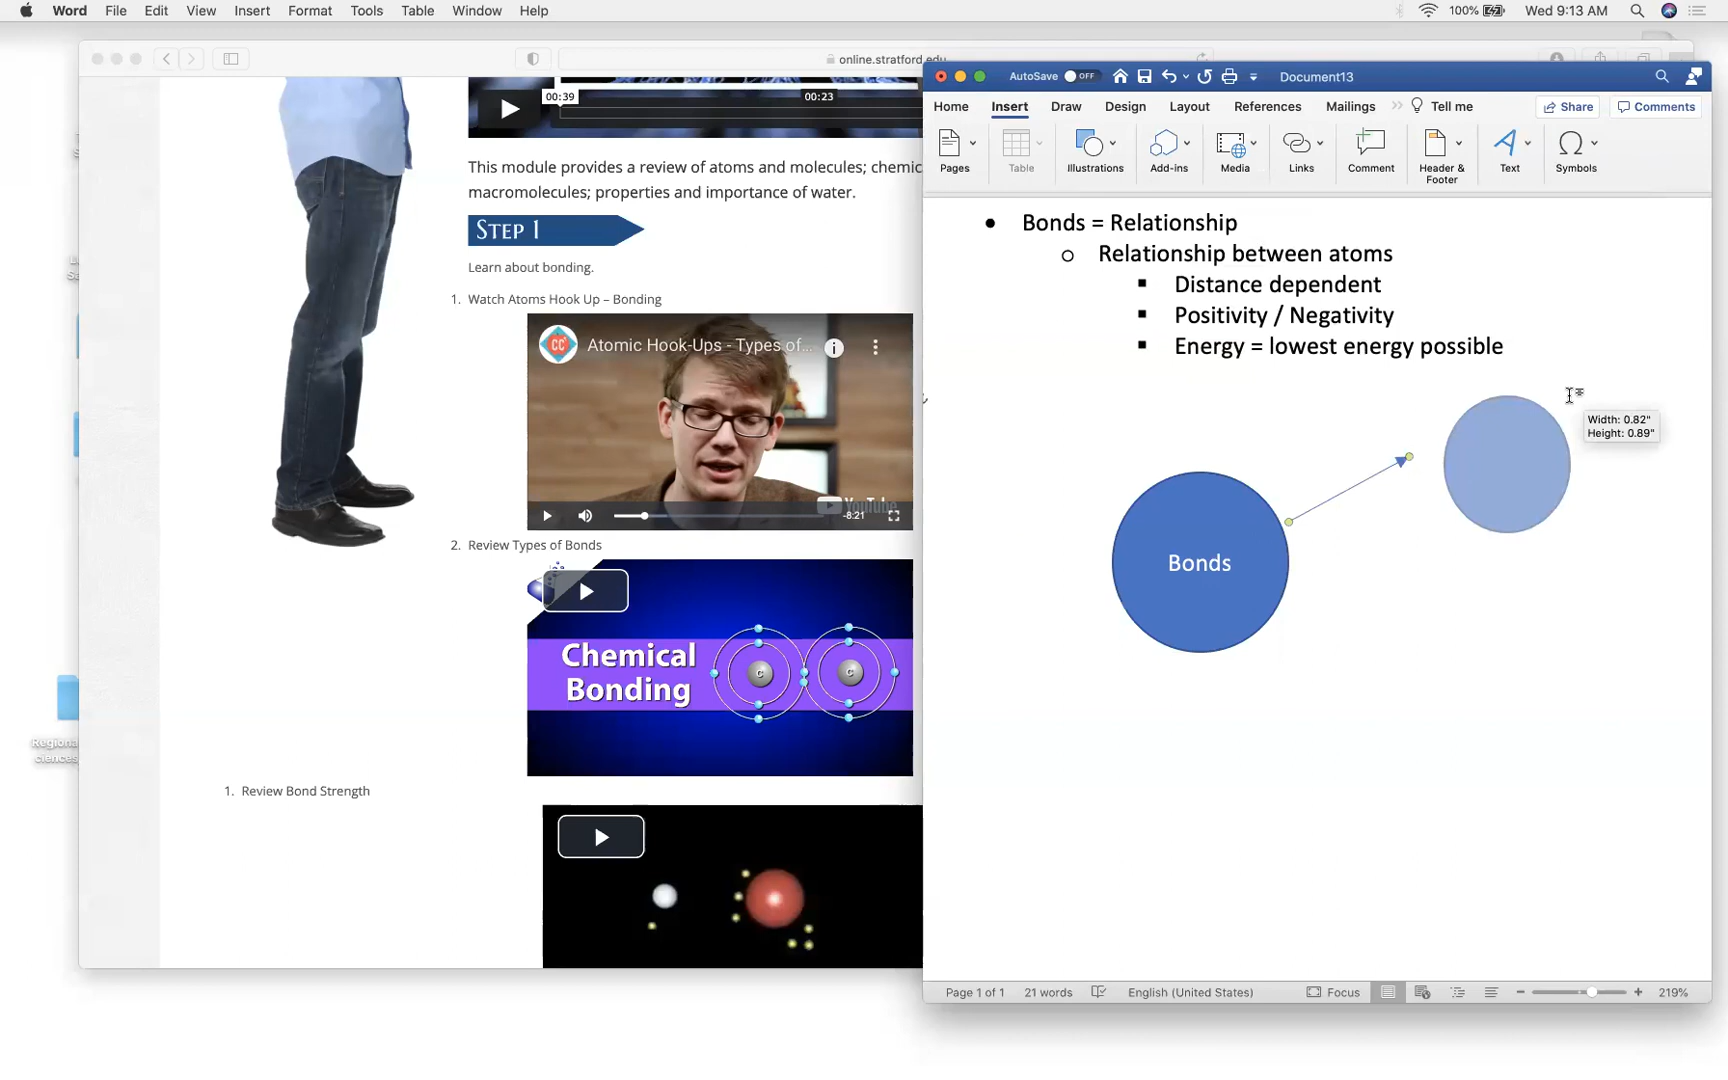 Word File Edit View Insert Format Tools Table Window Help 100% Wed 9:13 AM
online.stratford.edu
00:39 00:23
This module provides a review of atoms and molecules;
macromolecules; properties and importance of water.
STEP 1
Learn about bonding.
1. Watch Atoms Hook Up – Bonding
CC
Atomic Hook-Ups - Types of...
YouTube
-8:21
2. Review Types of Bonds
Chemical
Bonding
C C
1. Review Bond Strength
AutoSave OFF Document13
Home Insert Draw Design Layout References Mailings Tell me Share Comments
Pages Table Illustrations Add-ins Media Links Comment Header &
Footer Text Symbols
• Bonds = Relationship
o Relationship between atoms
▪ Distance dependent
▪ Positivity / Negativity
▪ Energy = lowest energy possible
Width: 0.82"
Height: 0.89"
Bonds
Page 1 of 1 21 words English (United States) Focus 219%